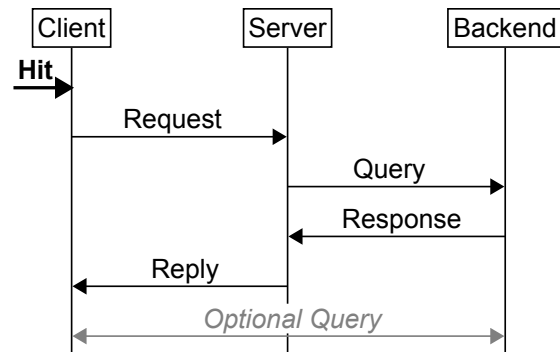 Client Server Backend
Hit
Request
Query
Response
Reply
Optional Query